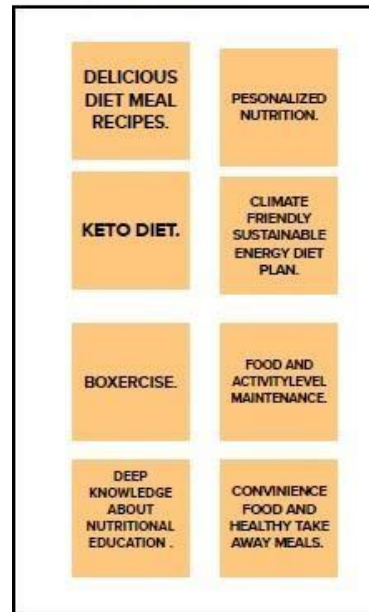 DELICIOUS
DIET MEAL
RECIPES.
PESONALIZED
NUTRITION.
KETO DIET.
CLIMATE
FRIENDLY
SUSTAINABLE
ENERGY DIET
PLAN.
BOXERCISE.
FOOD AND
ACTIVITYLEVEL
MAINTENANCE.
DEEP
KNOWLEDGE
ABOUT
NUTRITIONAL
EDUCATION .
CONVINIENCE
FOOD AND
HEALTHY TAKE
AWAY MEALS.